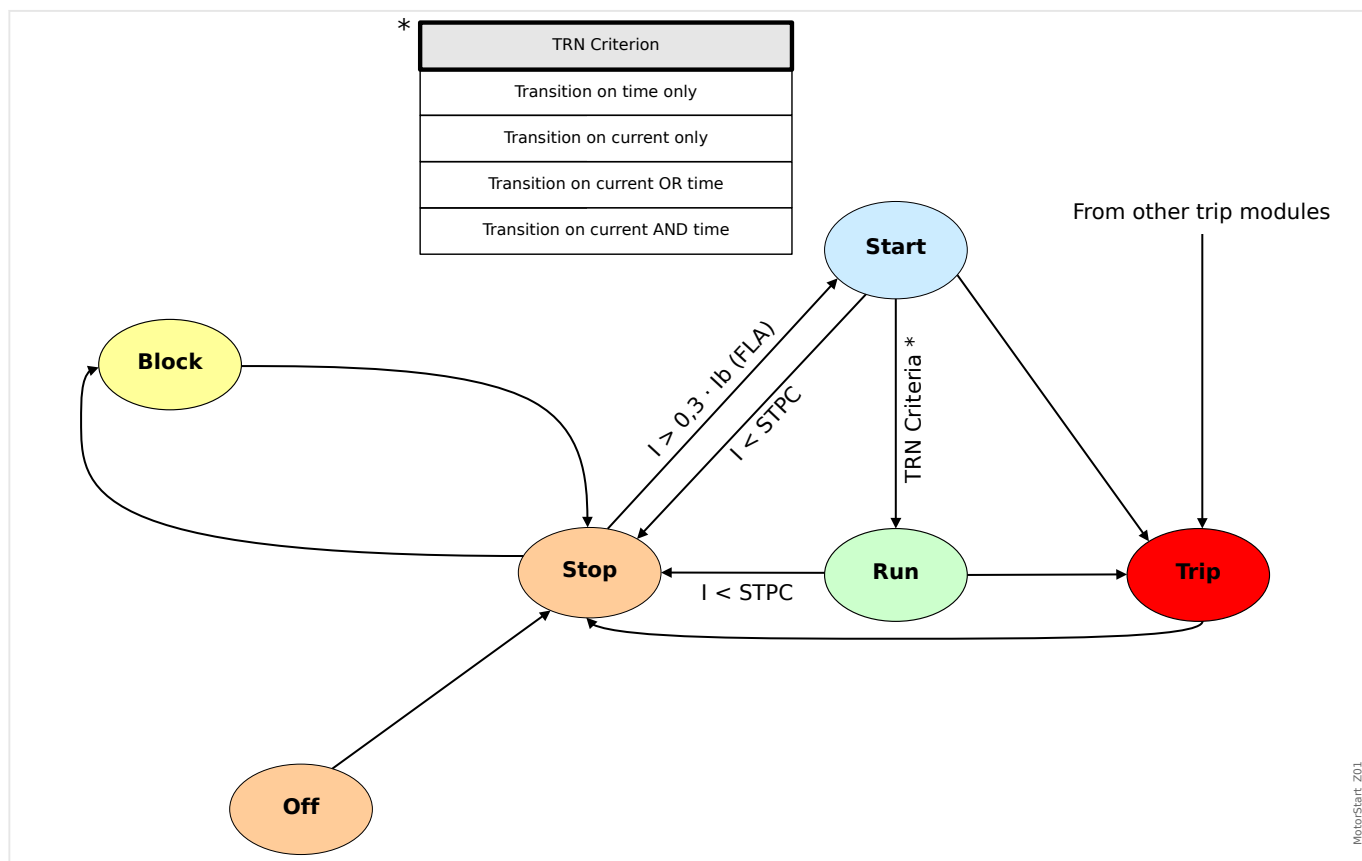 *
TRN Criterion
Transition on time only
Transition on current only
Transition on current OR time
Transition on current AND time
From other trip modules
Start
Block
I > 0,3 · Ib (FLA)
I < STPC
TRN Criteria *
Stop
I < STPC
Run
Trip
Off
MotorStart_Z01